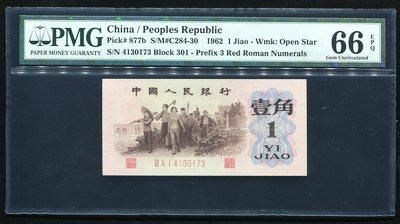 PMG
PAPER MONEY GUARANTY
China / Peoples Republic
Pick# 877b S/M#C284-30 1962 1 Jiao - Wmk: Open Star
S/N 4130173 Block 301 - Prefix 3 Red Roman Numerals
66 EPQ
Gem Uncirculated
中國人民銀行
壹角
1
YI
JIAO
III X I 4130173